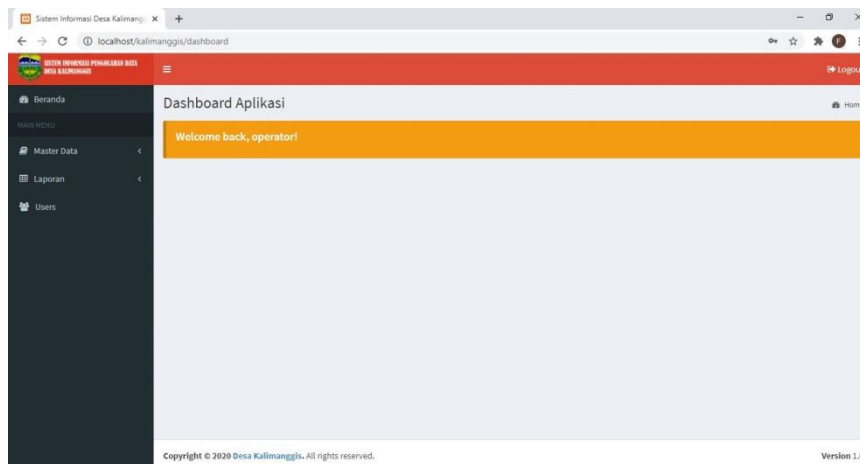 Sistem Informasi Desa Kalimang
localhost/kalimanggis/dashboard
F
SISTEM INFORMASI PENGOLAHAN DATA
DESA KALIMANGGIS
Logou
Beranda
Dashboard Aplikasi
Hom
MAIN MENU
Welcome back, operator!
Master Data
Laporan
Users
Copyright © 2020 Desa Kalimanggis. All rights reserved.
Version 1.